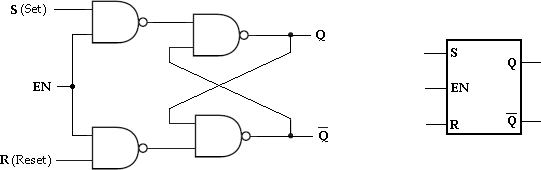 S (Set)
Q
EN
Q̅
R (Reset)
S
Q
EN
R
Q̅